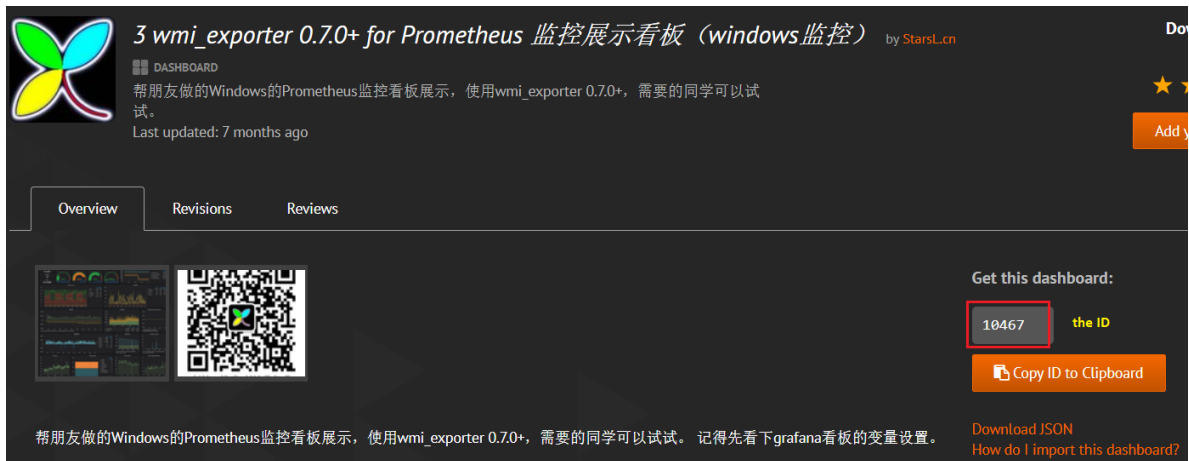 3 wmi_exporter 0.7.0+ for Prometheus 监控展示看板（windows监控） by StarsL.cn
DASHBOARD
帮朋友做的Windows的Prometheus监控看板展示，使用wmi_exporter 0.7.0+，需要的同学可以试
试。
Last updated: 7 months ago
Add
Overview Revisions Reviews
Get this dashboard:
10467 the ID
Copy ID to Clipboard
帮朋友做的Windows的Prometheus监控看板展示，使用wmi_exporter 0.7.0+，需要的同学可以试试。 记得先看下grafana看板的变量设置。
Download JSON
How do I import this dashboard?